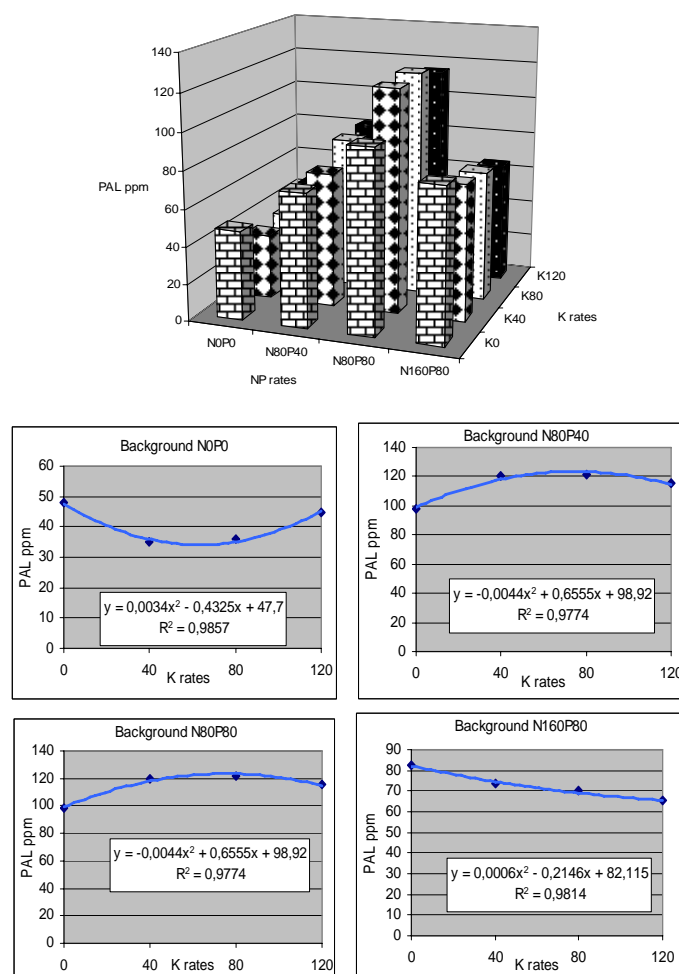 140
120
100
80
60
40
20
0
PAL ppm
N0P0
N80P40
N80P80
N160P80
NP rates
K0
K40
K80
K120
K rates
Background N0P0
60
50
40
30
20
10
0
PAL ppm
y = 0,0034x² - 0,4325x + 47,7
R² = 0,9857
0 40 80 120
K rates
Background N80P40
140
120
100
80
60
40
20
0
PAL ppm
y = -0,0044x² + 0,6555x + 98,92
R² = 0,9774
0 40 80 120
K rates
Background N80P80
140
120
100
80
60
40
20
0
PAL ppm
y = -0,0044x² + 0,6555x + 98,92
R² = 0,9774
0 40 80 120
K rates
Background N160P80
90
80
70
60
50
40
30
20
10
0
PAL ppm
y = 0,0006x² - 0,2146x + 82,115
R² = 0,9814
0 40 80 120
K rates